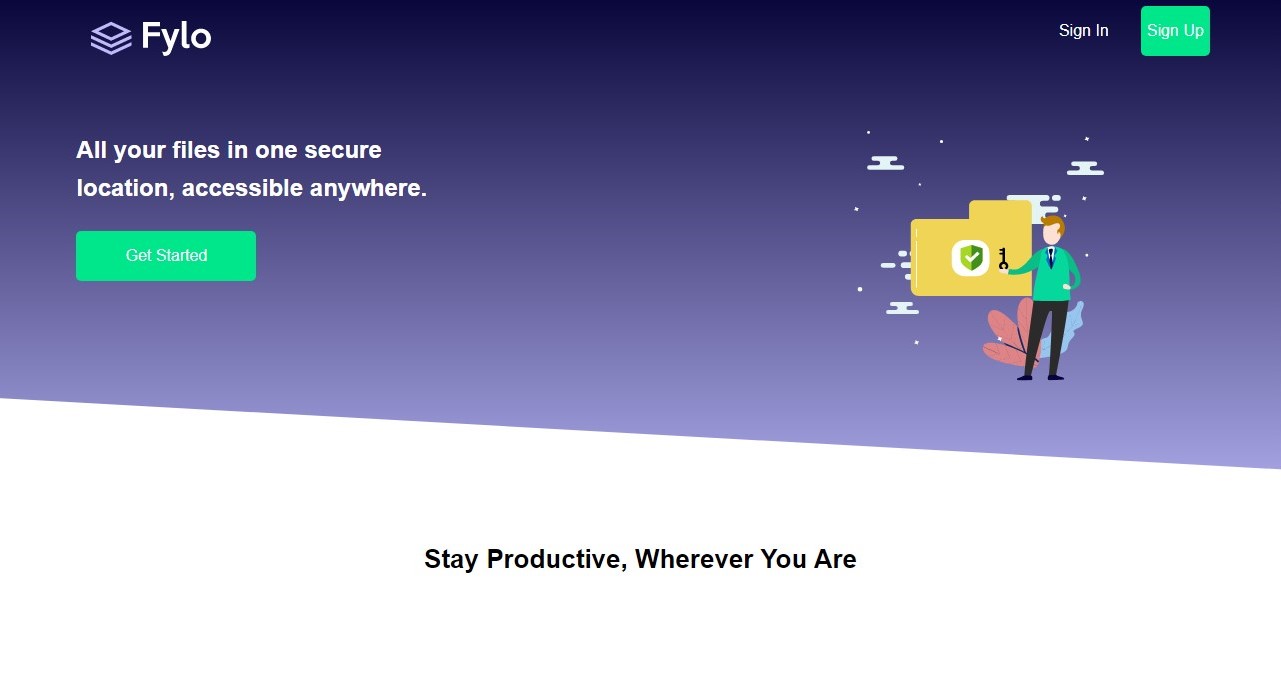 Fylo
Sign In
Sign Up
All your files in one secure
location, accessible anywhere.
Get Started
Stay Productive, Wherever You Are